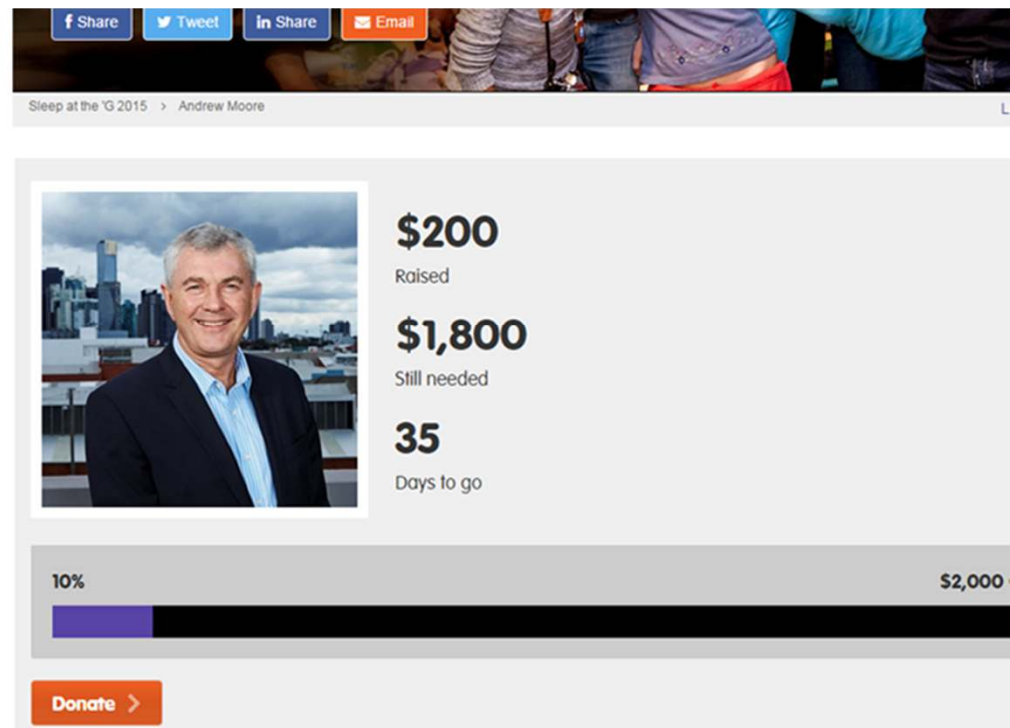 f Share Tweet in Share Email
Sleep at the 'G 2015 > Andrew Moore
L
$200
Raised
$1,800
Still needed
35
Days to go
10% $2,000
Donate >